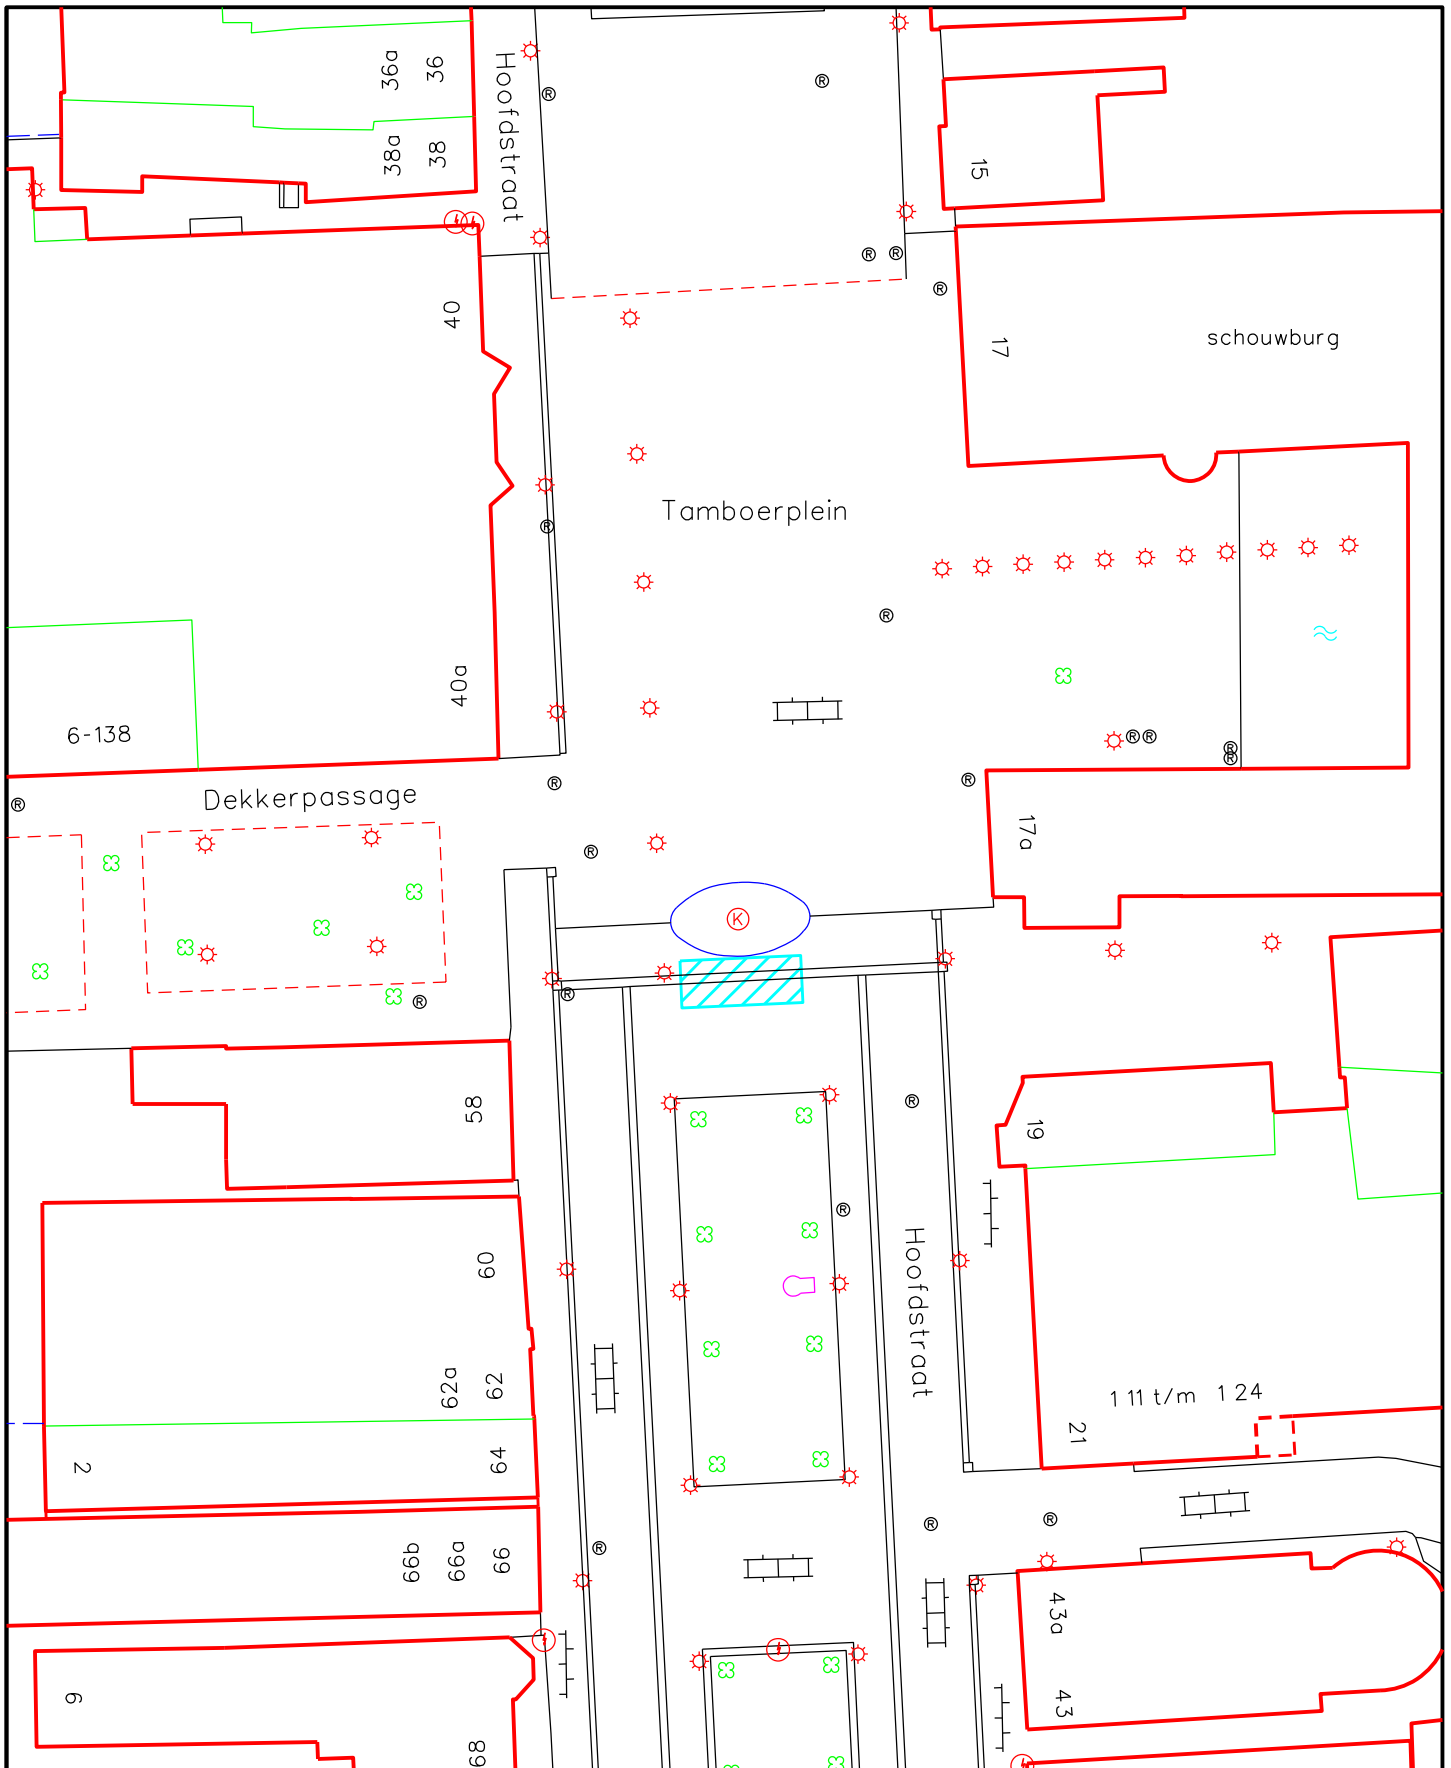 36a
36
Hoofdstraat
38a
38
15
40
17
schouwburg
Tamboerplein
40a
6-138
Dekkerpassage
17a
K
58
19
60
Hoofdstraat
62a
62
111 t/m 124
21
2
64
66b
66a
66
43a
6
43
68
® ® ® ® ® ® ® ® ® ® ® ® ® ® ® ® ® ® ® ® ® ® ® ®